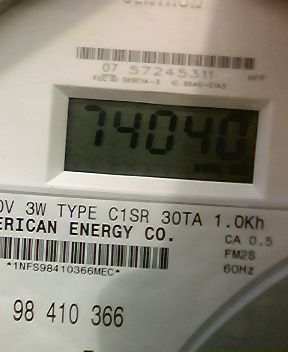 07 57245311
74040
0V 3W TYPE C1SR 30TA 1.0Kh
ERICAN ENERGY CO.
CA 0.5
FM2S
60Hz
*1NFS98410366MEC*
98 410 366